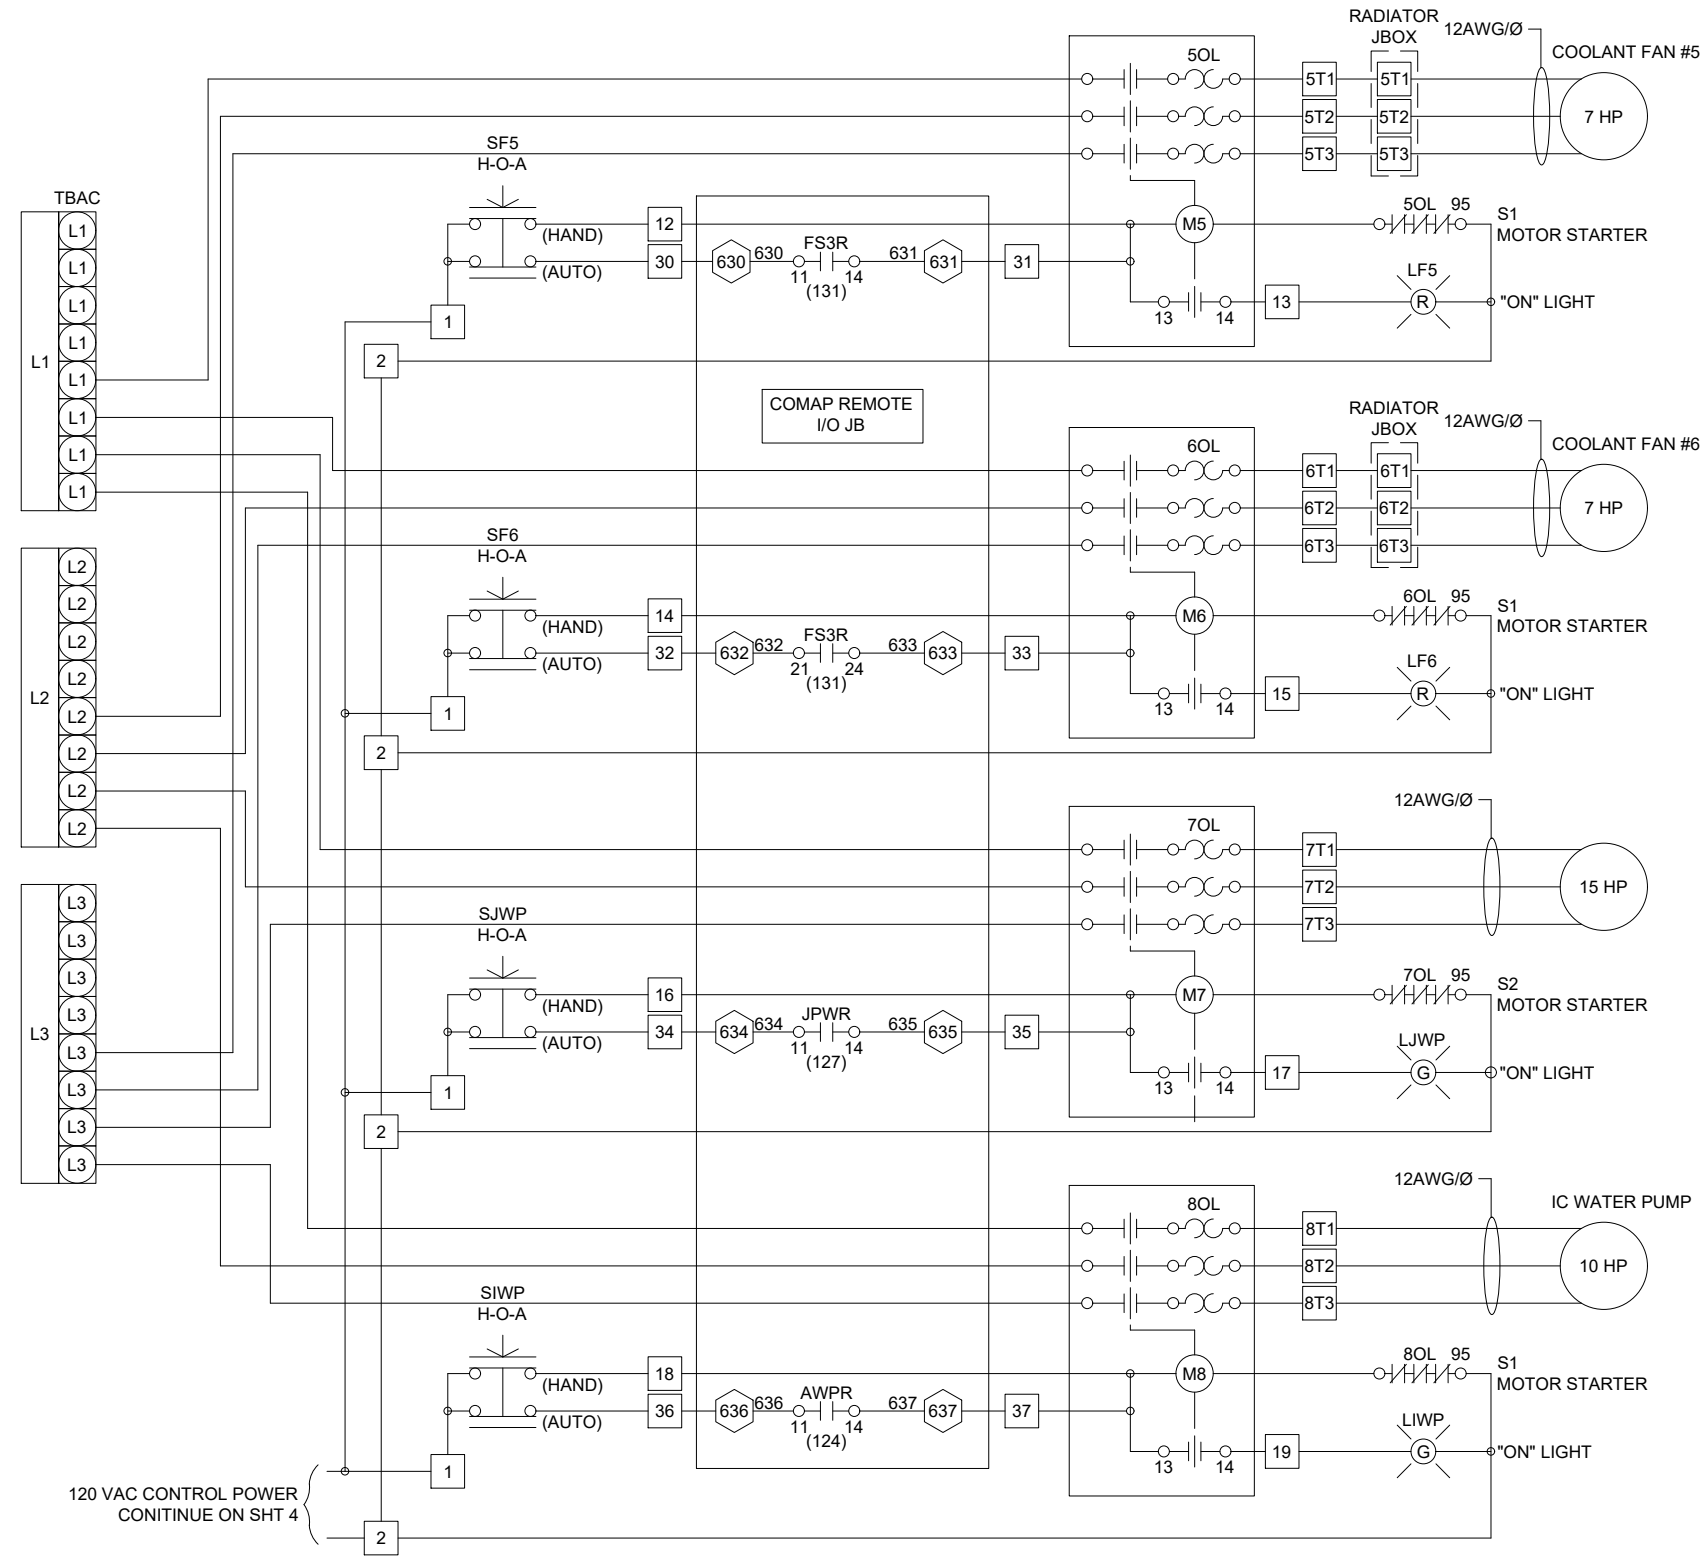 RADIATOR
JBOX
12AWG/Ø
COOLANT FAN #5
5OL
5T1
5T1
5T2
5T2
7 HP
5T3
5T3
SF5
H-O-A
TBAC
L1
L1
L1
L1
L1
L1
L1
L1
L1
(HAND)
12
M5
5OL 95
S1
MOTOR STARTER
(AUTO)
30
630
630
FS3R
11 14
(131)
631
631
31
LF5
13 14
13
R
"ON" LIGHT
1
2
COMAP REMOTE
I/O JB
RADIATOR
JBOX
12AWG/Ø
COOLANT FAN #6
6OL
6T1
6T1
6T2
6T2
7 HP
6T3
6T3
SF6
H-O-A
L2
L2
L2
L2
L2
L2
L2
L2
L2
(HAND)
14
M6
6OL 95
S1
MOTOR STARTER
(AUTO)
32
632
632
FS3R
21 24
(131)
633
633
33
LF6
13 14
15
R
"ON" LIGHT
1
2
12AWG/Ø
7OL
7T1
7T2
15 HP
7T3
SJWP
H-O-A
L3
L3
L3
L3
L3
L3
L3
L3
L3
(HAND)
16
M7
7OL 95
S2
MOTOR STARTER
(AUTO)
34
634
634
JPWR
11 14
(127)
635
635
35
LJWP
13 14
17
G
"ON" LIGHT
1
2
12AWG/Ø
IC WATER PUMP
8OL
8T1
8T2
10 HP
8T3
SIWP
H-O-A
(HAND)
18
M8
8OL 95
S1
MOTOR STARTER
(AUTO)
36
636
636
AWPR
11 14
(124)
637
637
37
LIWP
13 14
19
G
"ON" LIGHT
1
120 VAC CONTROL POWER
CONITINUE ON SHT 4
2